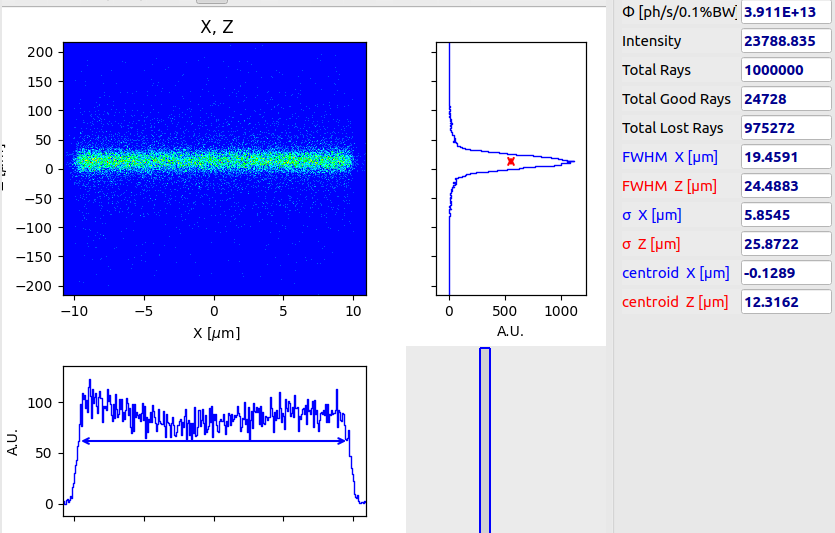 X, Z
200
150
100
50
0
−50
−100
−150
−200
−10 −5 0 5 10
X [μm]
0 500 1000
A.U.
100
50
0
A.U.
Φ [ph/s/0.1%BW] 3.911E+13
Intensity 23788.835
Total Rays 1000000
Total Good Rays 24728
Total Lost Rays 975272
FWHM X [μm] 19.4591
FWHM Z [μm] 24.4883
σ X [μm] 5.8545
σ Z [μm] 25.8722
centroid X [μm] -0.1289
centroid Z [μm] 12.3162